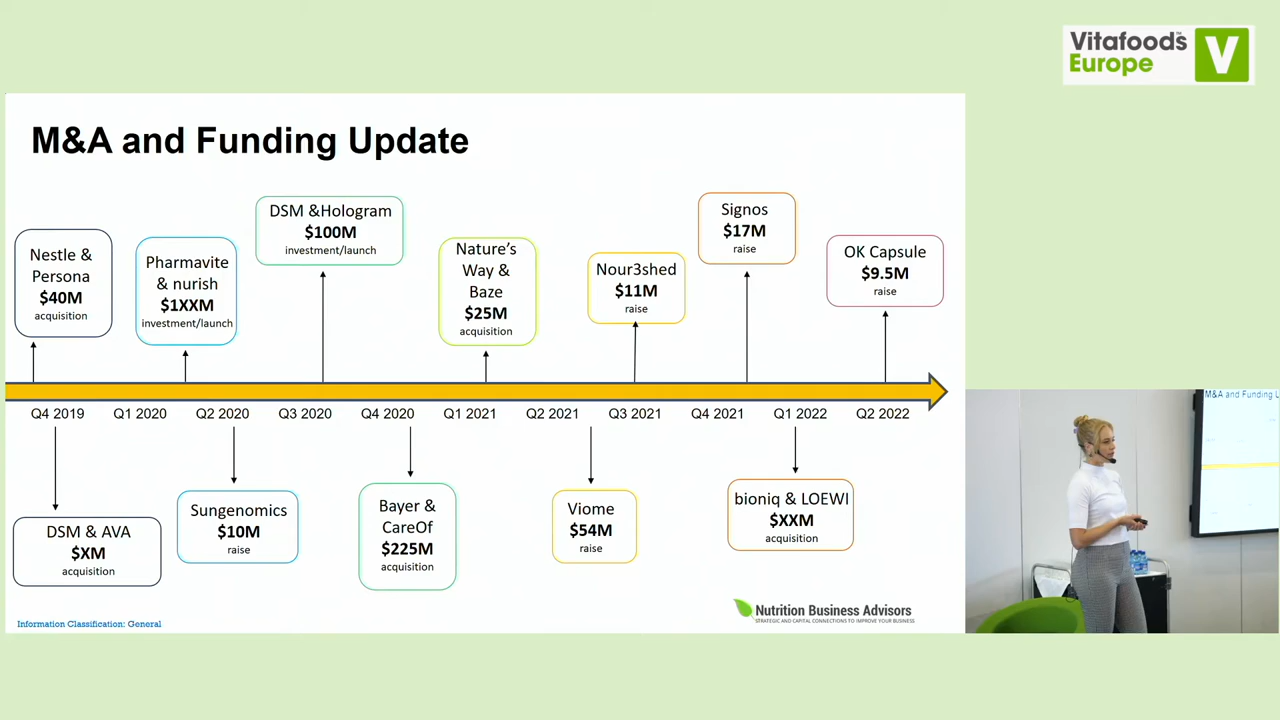 Vitafoods™
Europe
V
M&A and Funding Update
Nestle &
Persona
$40M
acquisition
Pharmavite
& nurish
$1XXM
investment/launch
DSM &Hologram
$100M
investment/launch
Nature's
Way &
Baze
$25M
acquisition
Nour3shed
$11M
raise
Signos
$17M
raise
OK Capsule
$9.5M
raise
Q4 2019
Q1 2020
Q2 2020
Q3 2020
Q4 2020
Q1 2021
Q2 2021
Q3 2021
Q4 2021
Q1 2022
Q2 2022
DSM & AVA
$XM
acquisition
Sungenomics
$10M
raise
Bayer &
CareOf
$225M
acquisition
Viome
$54M
raise
bioniq & LOEWI
$XXM
acquisition
Information Classification: General
Nutrition Business Advisors
STRATEGIC AND CAPITAL CONNECTIONS TO IMPROVE YOUR BUSINESS
M&A and Funding U